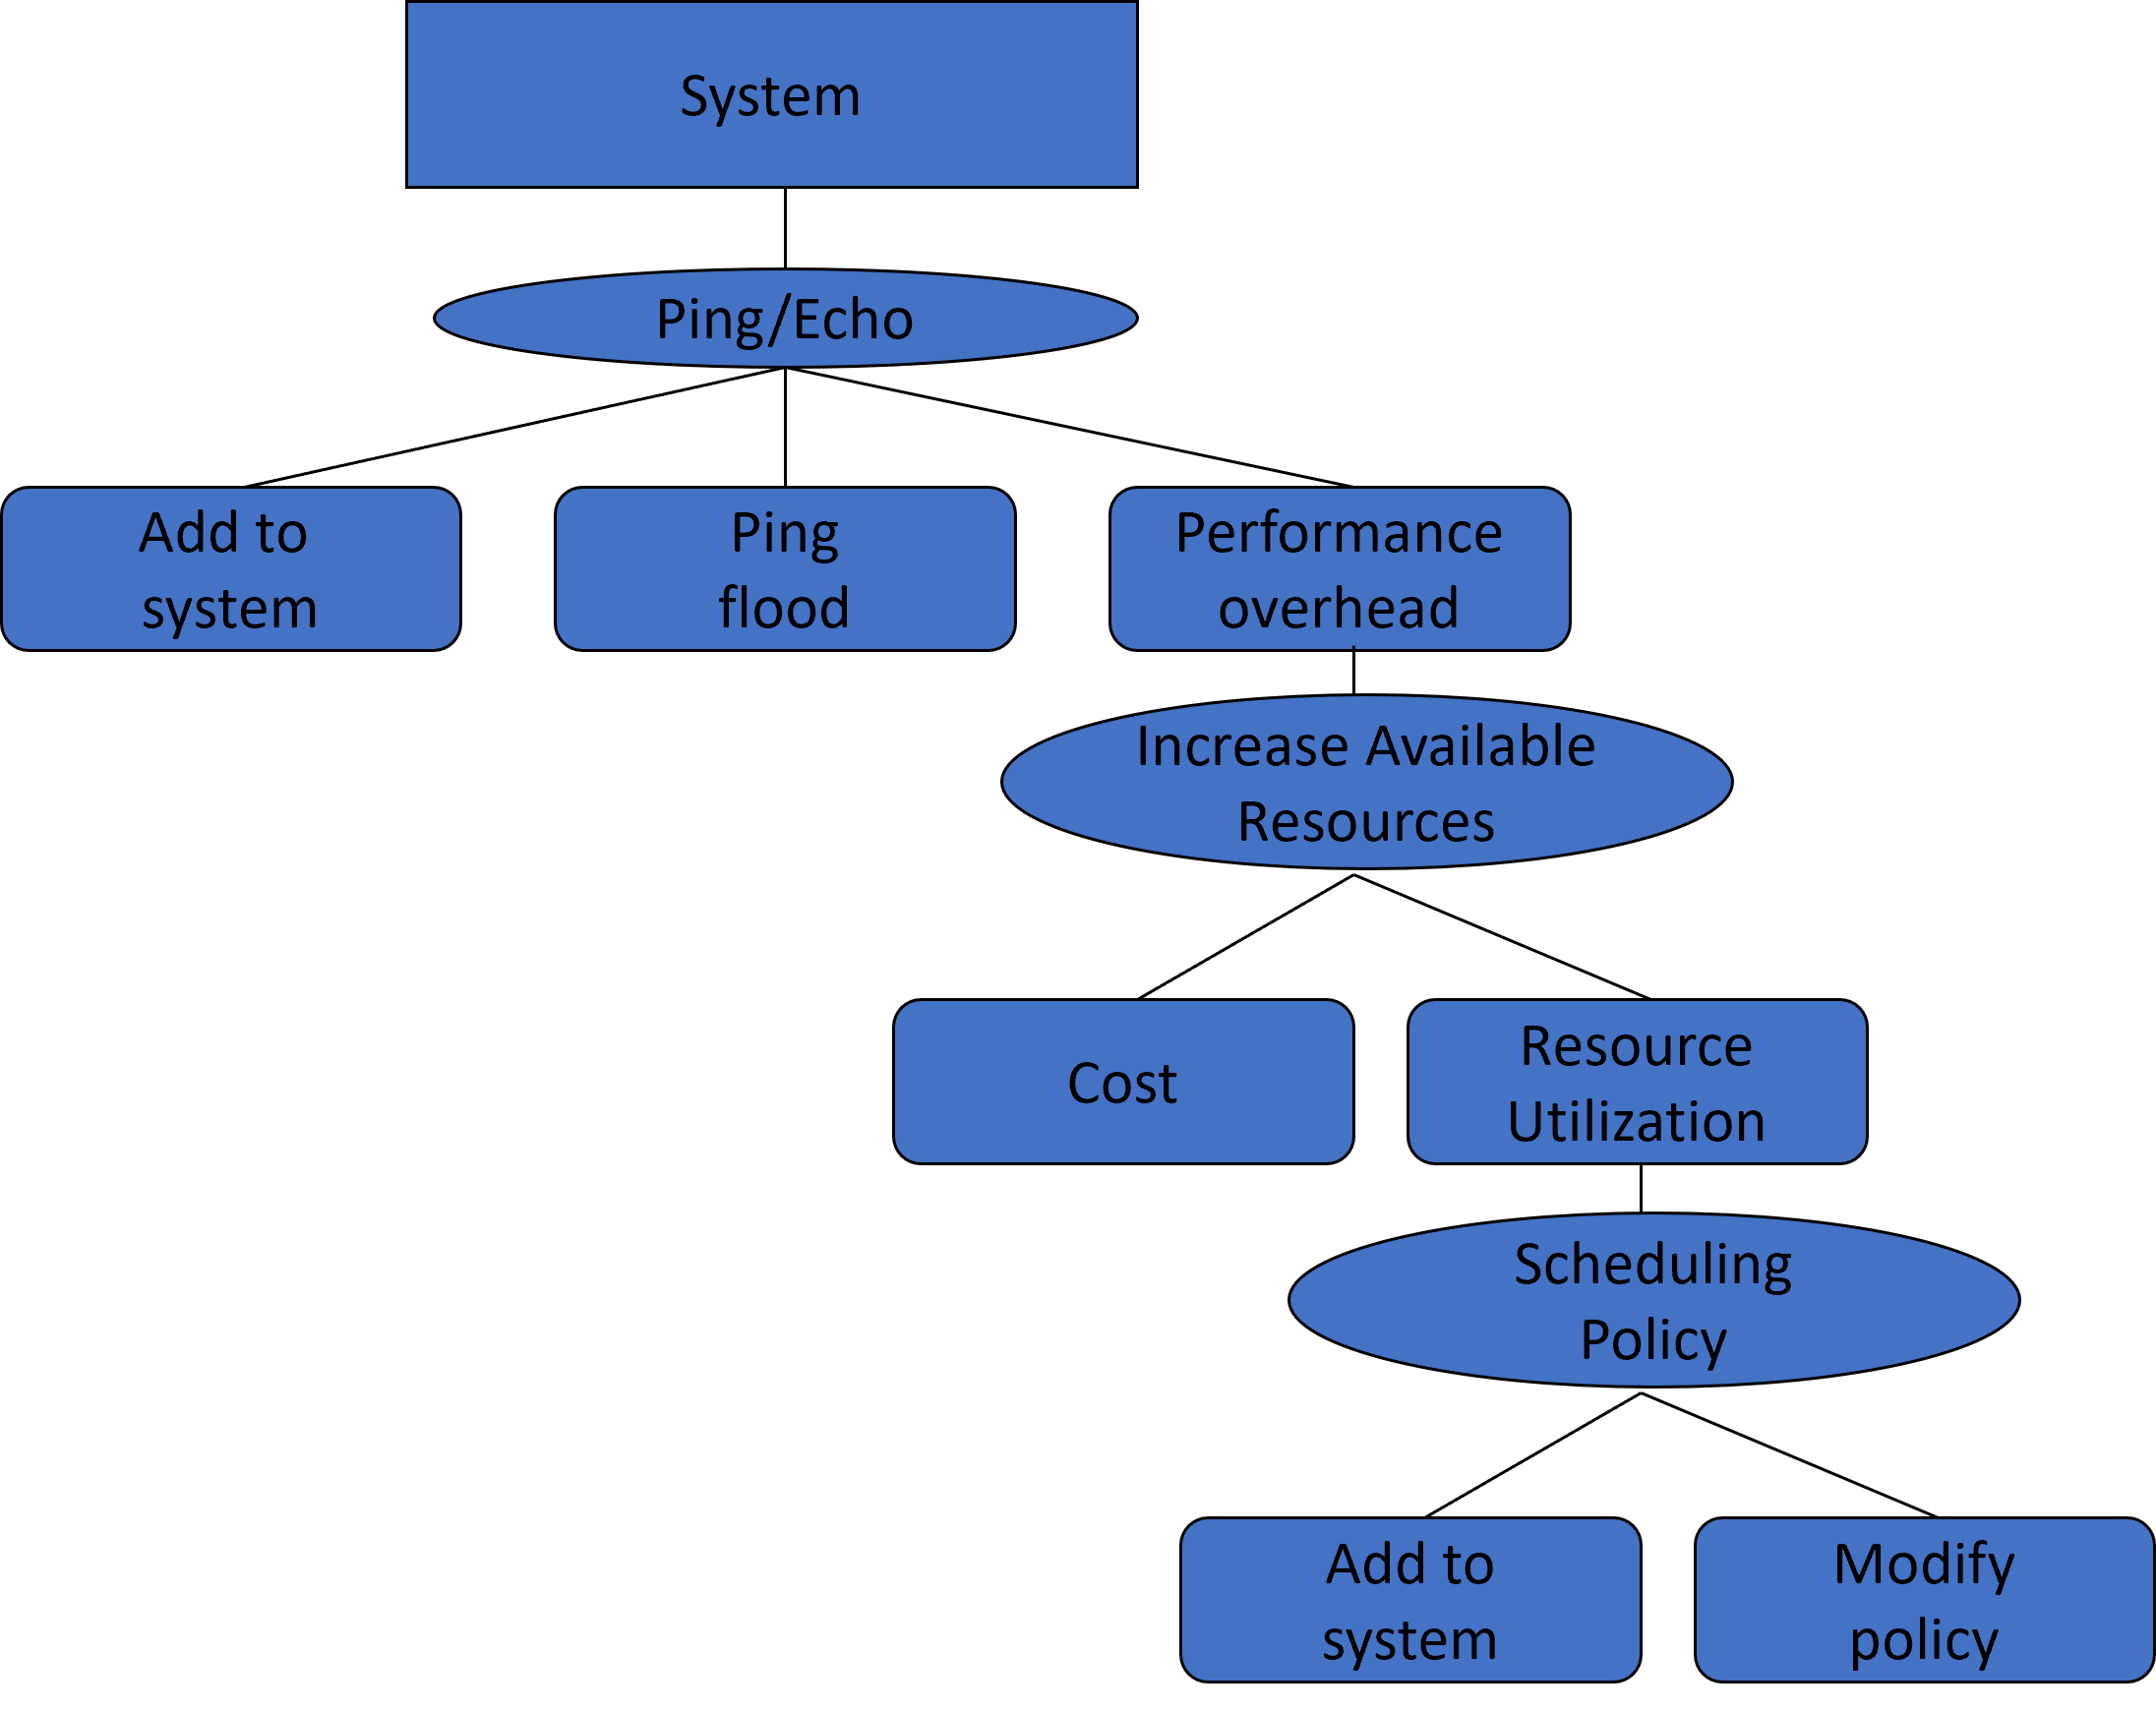 System
Ping/Echo
Add to
system
Ping
flood
Performance
overhead
Increase Available
Resources
Cost
Resource
Utilization
Scheduling
Policy
Add to
system
Modify
policy